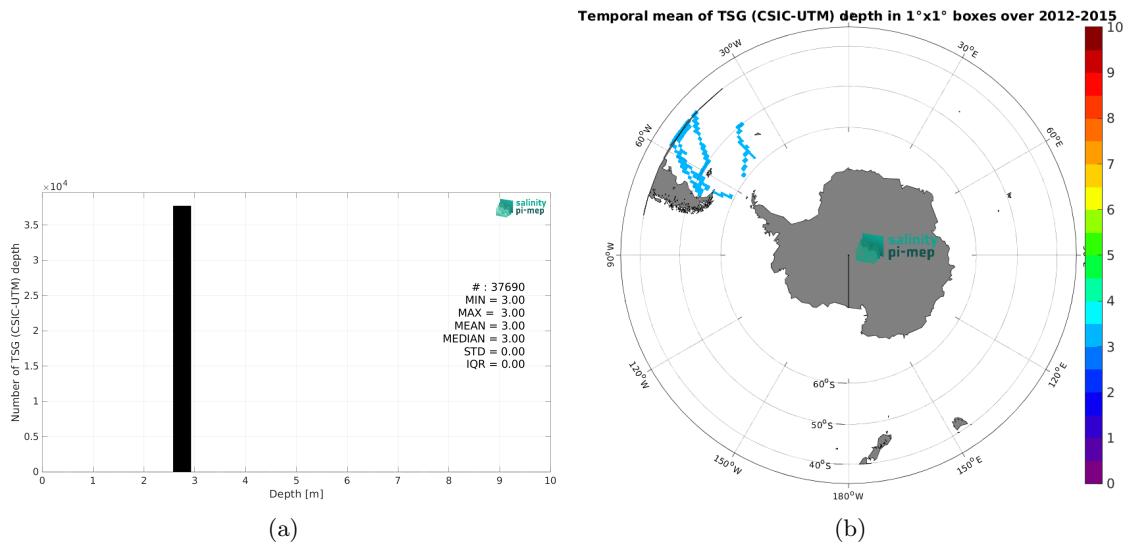 Temporal mean of TSG (CSIC-UTM) depth in 1°x1° boxes over 2012-2015
×10⁴
salinity
pi-mep
Number of TSG (CSIC-UTM) depth
3.5
3
2.5
2
1.5
1
0.5
0
# : 37690
MIN = 3.00
MAX = 3.00
MEAN = 3.00
MEDIAN = 3.00
STD = 0.00
IQR = 0.00
0 1 2 3 4 5 6 7 8 9 10
Depth [m]
(a)
30°W
30°E
60°W
60°E
90°W
salinity
pi-mep
120°W
120°E
150°W
150°E
180°W
60°S
50°S
40°S
10
9
8
7
6
5
4
3
2
1
0
(b)